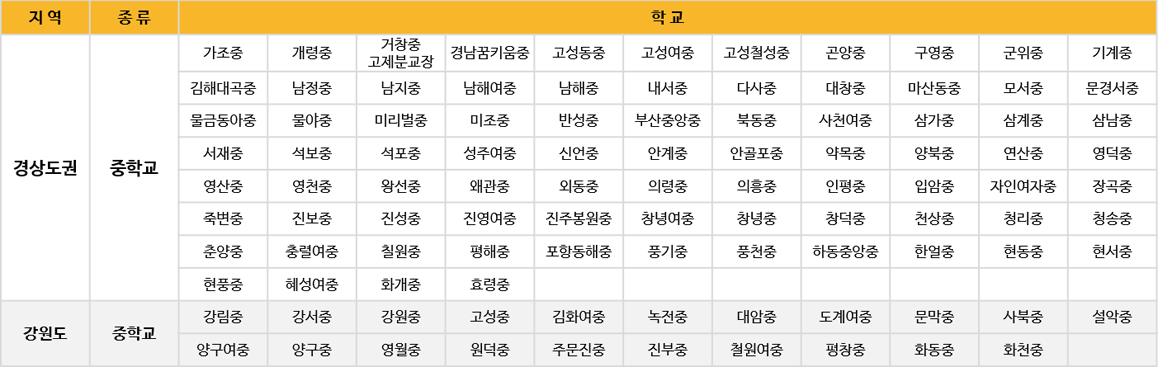 지 역 종 류 학 교
가조중 개령중 거창중 고제분교장 경남꿈키움중 고성동중 고성여중 고성철성중 곤양중 구영중 군위중 기계중
김해대곡중 남정중 남지중 남해여중 남해중 내서중 다사중 대창중 마산동중 모서중 문경서중
물금동아중 물야중 미리벌중 미조중 반성중 부산중앙중 북동중 사천여중 삼가중 삼계중 삼남중
경상도권 중학교 서재중 석보중 석포중 성주여중 신언중 안계중 안골포중 약목중 양북중 연산중 영덕중
영산중 영천중 왕선중 왜관중 외동중 의령중 의흥중 인평중 입암중 자인여자중 장곡중
죽변중 진보중 진성중 진영여중 진주봉원중 창녕여중 창녕중 창덕중 천상중 청리중 청송중
춘양중 충렬여중 칠원중 평해중 포항동해중 풍기중 풍천중 하동중앙중 한얼중 현동중 현서중
현풍중 혜성여중 화개중 효령중
강원도 중학교 강림중 강서중 강원중 고성중 김화여중 녹전중 대암중 도계여중 문막중 사북중 설악중
양구여중 양구중 영월중 원덕중 주문진중 진부중 철원여중 평창중 화동중 화천중